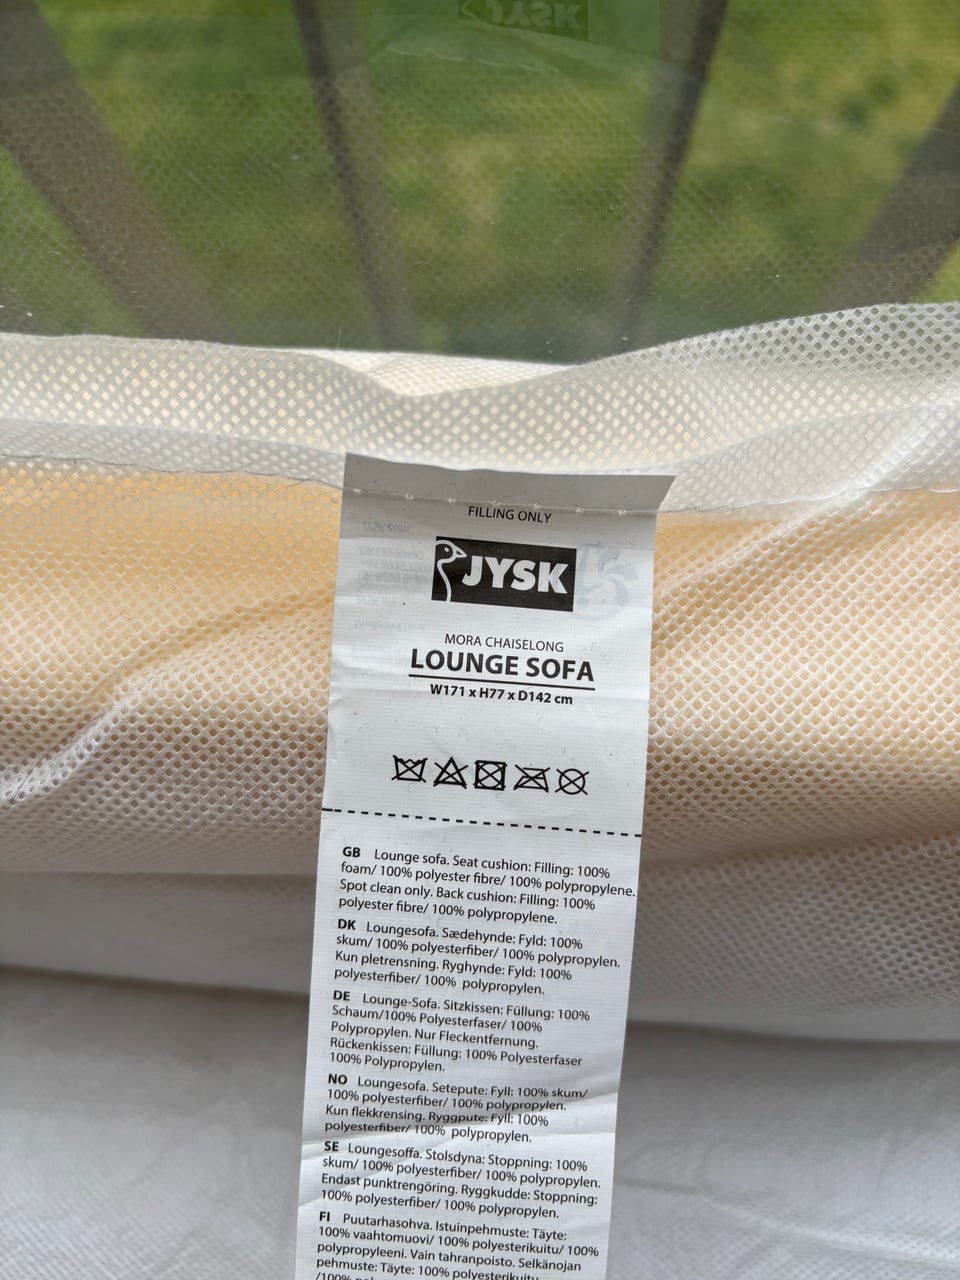 FILLING ONLY
JYSK
MORA CHAISELONG
LOUNGE SOFA
W171 x H77 x D142 cm
GB Lounge sofa. Seat cushion: Filling: 100%
foam/ 100% polyester fibre/ 100% polypropylene.
Spot clean only. Back cushion: Filling: 100%
polyester fibre/ 100% polypropylene.
DK Loungesofa. Sædehynde: Fyld: 100%
skum/ 100% polyesterfiber/ 100% polypropylen.
Kun pletrensning. Ryghynde: Fyld: 100%
polyesterfiber/ 100% polypropylen.
DE Lounge-Sofa. Sitzkissen: Füllung: 100%
Schaum/100% Polyesterfaser/ 100%
Polypropylen. Nur Fleckentfernung.
Rückenkissen: Füllung: 100% Polyesterfaser
100% Polypropylen.
NO Loungesofa. Setepute: Fyll: 100% skum/
100% polyesterfiber/ 100% polypropylen.
Kun flekkrensing. Ryggpute: Fyll: 100%
polyesterfiber/ 100% polypropylen.
SE Loungesoffa. Stolsdyna: Stoppning: 100%
skum/ 100% polyesterfiber/ 100% polypropylen.
Endast punktrengöring. Ryggkudde: Stoppning:
100% polyesterfiber/ 100% polypropylen.
FI Puutarhasohva. Istuinpehmuste: Täyte:
100% vaahtomuovi/ 100% polyesterikuitu/ 100%
polypropyleeni. Vain tahranpoisto. Selkänojan
pehmuste: Täyte: 100% polyesterikuitu
/100%